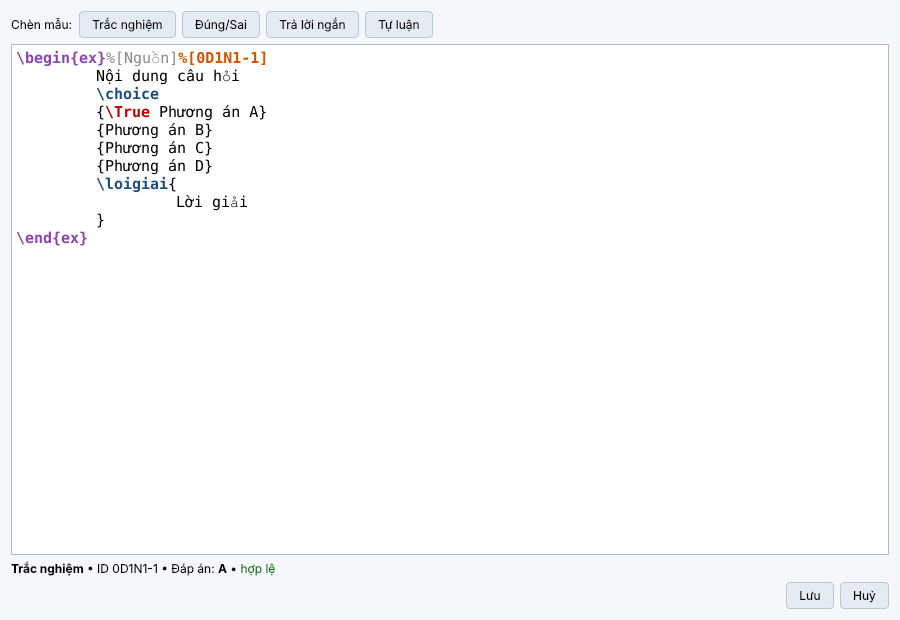 Chèn mẫu: Trắc nghiệm Đúng/Sai Trả lời ngắn Tự luận
\begin{ex}%[Nguồn]%[0D1N1-1]
Nội dung câu hỏi
\choice
{\True Phương án A}
{Phương án B}
{Phương án C}
{Phương án D}
\loigiai{
Lời giải
}
\end{ex}
Trắc nghiệm • ID 0D1N1-1 • Đáp án: A • hợp lệ
Lưu Huỷ